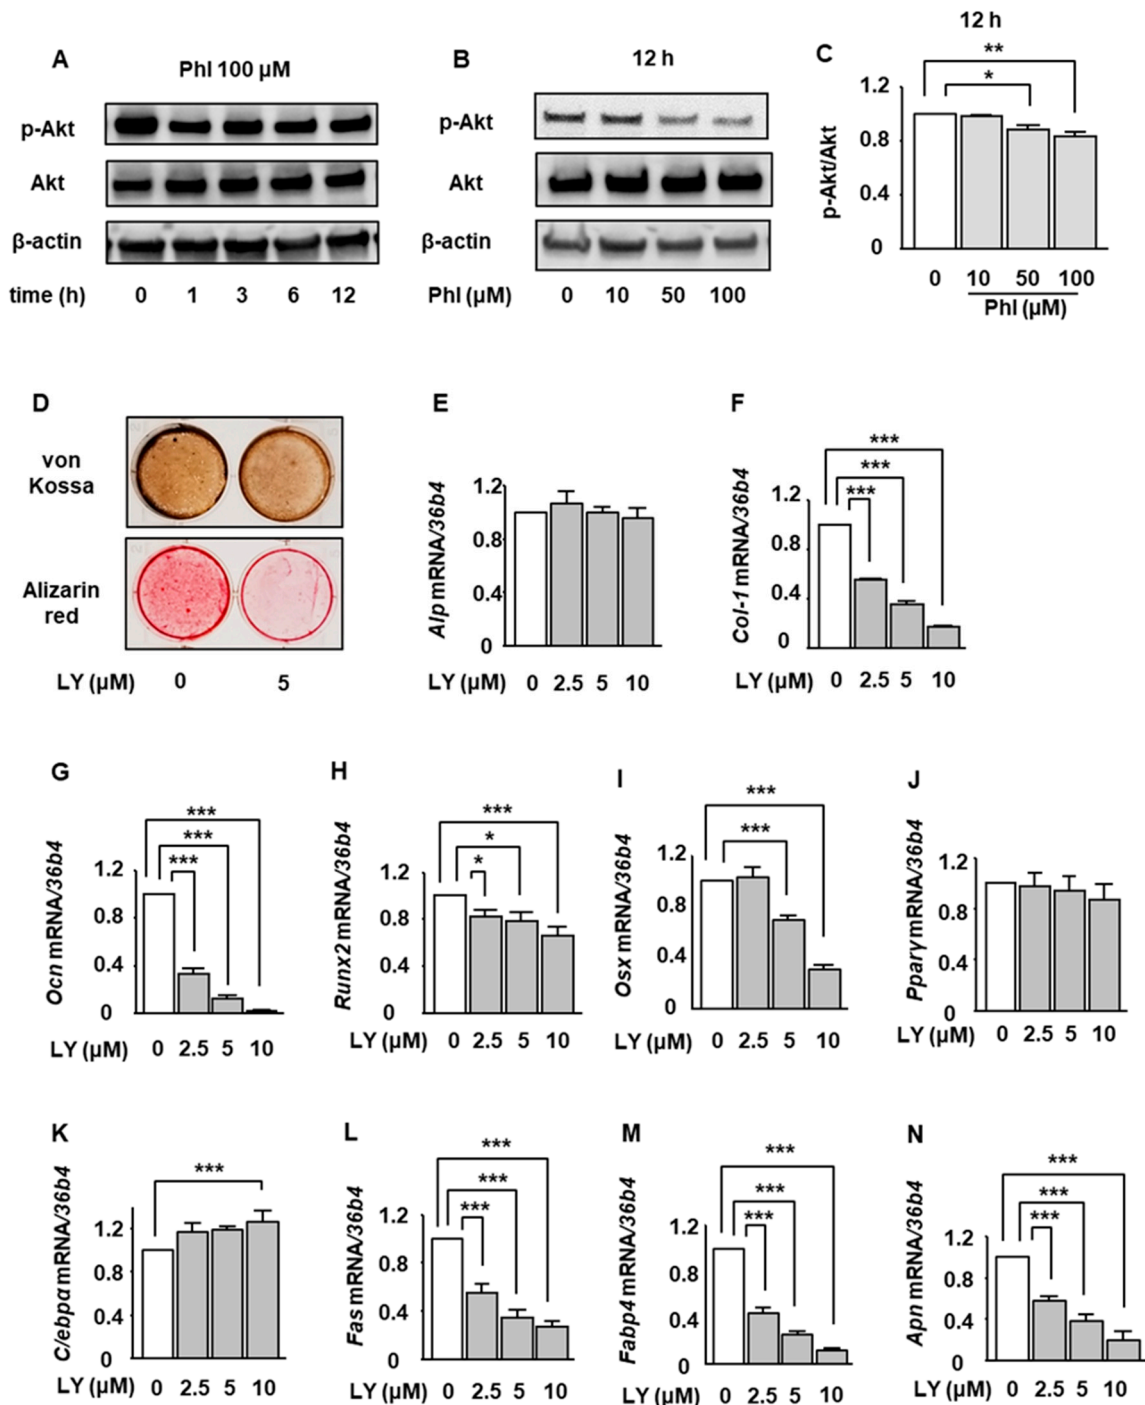 A
Phl 100 µM
p-Akt
Akt
β-actin
time (h) 0 1 3 6 12
B
12 h
p-Akt
Akt
β-actin
Phl (µM) 0 10 50 100
C
12 h
**
*
p-Akt/Akt
1.2
0.8
0.4
0
0 10 50 100
Phl (µM)
D
von
Kossa
Alizarin
red
LY (µM) 0 5
E
Alp mRNA/36b4
1.2
0.8
0.4
0
LY (µM) 0 2.5 5 10
F
***
***
***
Col-1 mRNA/36b4
1.2
0.8
0.4
0
LY (µM) 0 2.5 5 10
G
***
***
***
Ocn mRNA/36b4
1.2
0.8
0.4
0
LY (µM) 0 2.5 5 10
H
***
*
*
Runx2 mRNA/36b4
1.2
0.8
0.4
0
LY (µM) 0 2.5 5 10
I
***
***
Osx mRNA/36b4
1.2
0.8
0.4
0
LY (µM) 0 2.5 5 10
J
Pparγ mRNA/36b4
1.2
0.8
0.4
0
LY (µM) 0 2.5 5 10
K
***
C/ebpα mRNA/36b4
1.2
0.8
0.4
0
LY (µM) 0 2.5 5 10
L
***
***
***
Fas mRNA/36b4
1.2
0.8
0.4
0
LY (µM) 0 2.5 5 10
M
***
***
***
Fabp4 mRNA/36b4
1.2
0.8
0.4
0
LY (µM) 0 2.5 5 10
N
***
***
***
Apn mRNA/36b4
1.2
0.8
0.4
0
LY (µM) 0 2.5 5 10